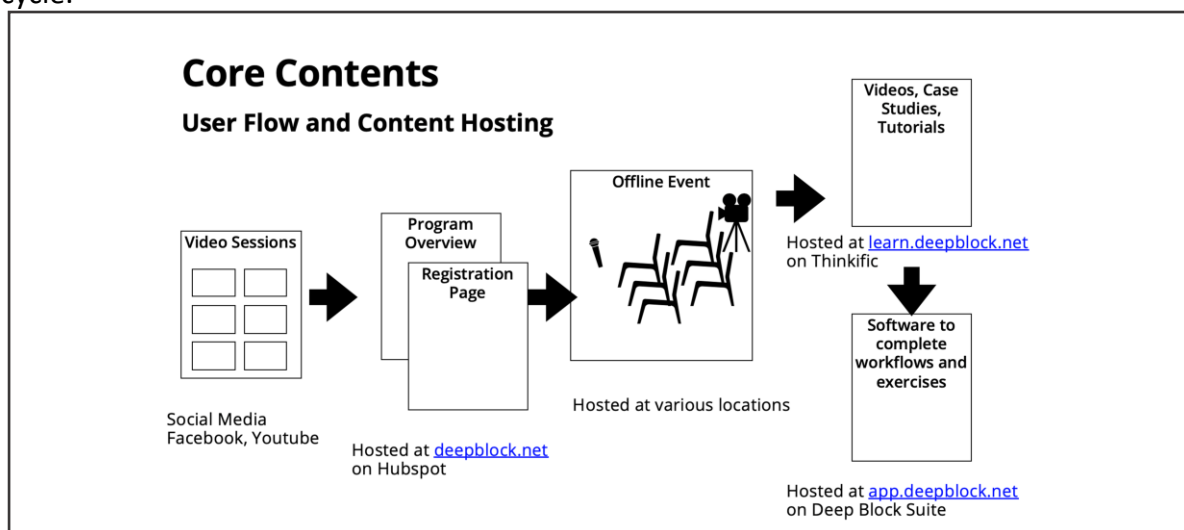 cycle.
Core Contents
User Flow and Content Hosting
Video Sessions
Social Media
Facebook, Youtube
Program
Overview
Registration
Page
Hosted at deepblock.net
on Hubspot
Offline Event
Hosted at various locations
Videos, Case
Studies,
Tutorials
Hosted at learn.deepblock.net
on Thinkific
Software to
complete
workflows and
exercises
Hosted at app.deepblock.net
on Deep Block Suite